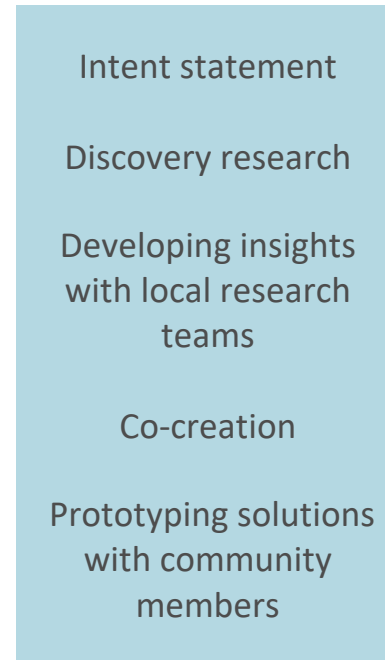 Intent statement
Discovery research
Developing insights
with local research
teams
Co-creation
Prototyping solutions
with community
members